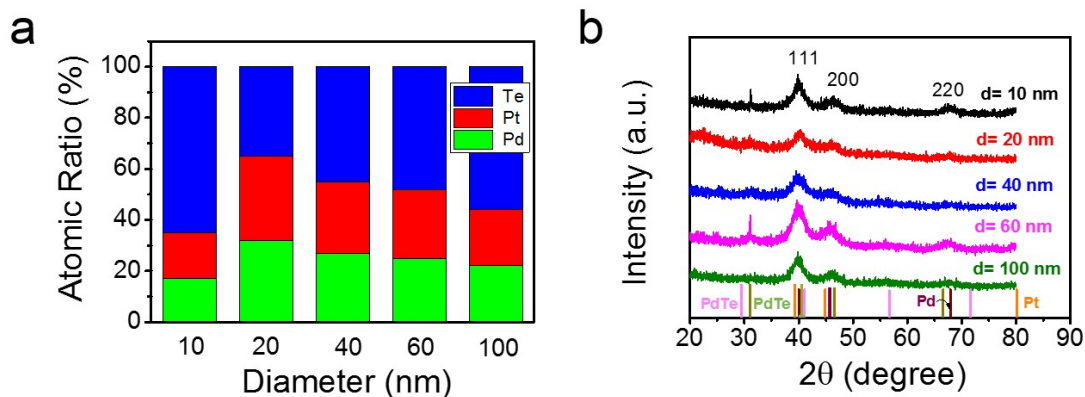 a
Atomic Ratio (%)
100
80
60
40
20
0
Te
Pt
Pd
10 20 40 60 100
Diameter (nm)
b
Intensity (a.u.)
111
200
220
d= 10 nm
d= 20 nm
d= 40 nm
d= 60 nm
d= 100 nm
PdTe PdTe Pd Pt
20 30 40 50 60 70 80 90
2θ (degree)